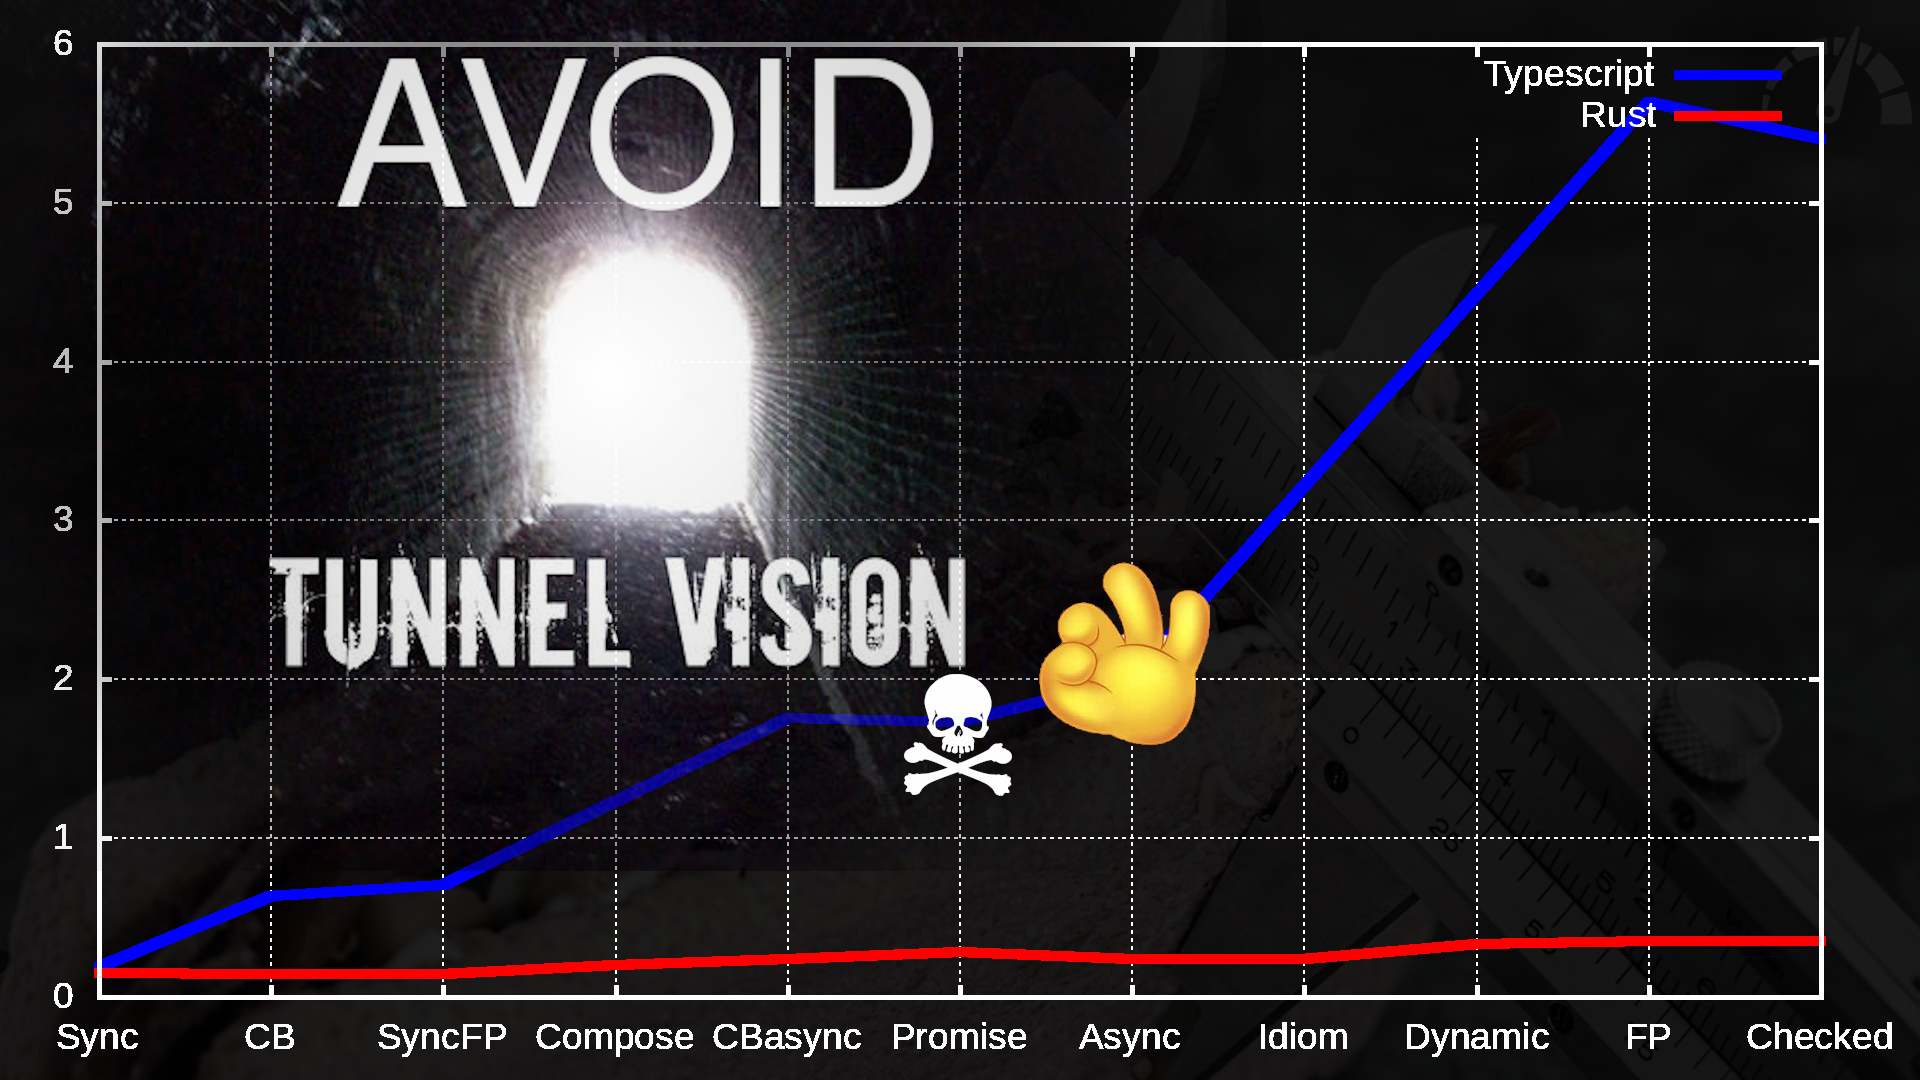 6
AVOID
Typescript
Rust
5
4
3
TUNNEL VISION
2
1
0
Sync CB SyncFP Compose CBasync Promise Async Idiom Dynamic FP Checked